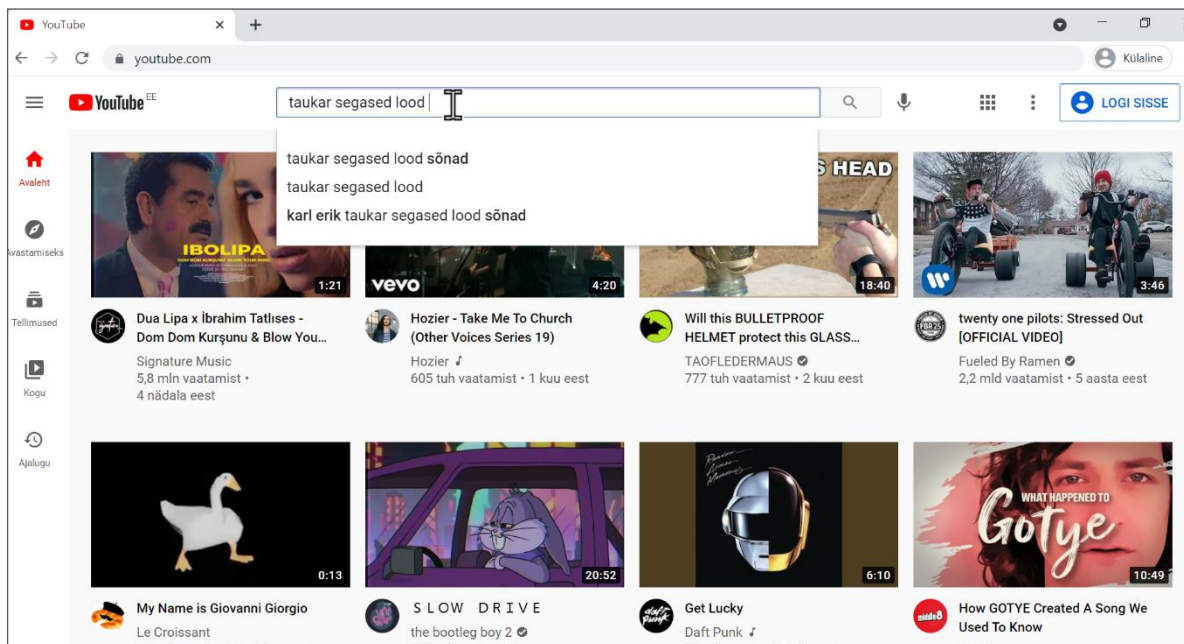 YouTube
youtube.com
Külaline
YouTube EE
taukar segased lood
LOGI SISSE
taukar segased lood sõnad
taukar segased lood
karl erik taukar segased lood sõnad
Avaleht
Avastamiseks
Tellimused
Kogu
Ajalugu
IBOLIPA
1:21
vevo
4:20
S HEAD
18:40
3:46
Dua Lipa x İbrahim Tatlıses -
Dom Dom Kurşunu & Blow You...
Signature Music
5,8 mln vaatamist •
4 nädala eest
Hozier - Take Me To Church
(Other Voices Series 19)
Hozier
605 tuh vaatamist • 1 kuu eest
Will this BULLETPROOF
HELMET protect this GLASS...
TAOFLEDERMAUS
777 tuh vaatamist • 2 kuu eest
FBR25
twenty one pilots: Stressed Out
[OFFICIAL VIDEO]
Fueled By Ramen
2,2 mld vaatamist • 5 aasta eest
0:13
20:52
Random
Access
Memories
6:10
WHAT HAPPENED TO
Gotye
10:49
My Name is Giovanni Giorgio
Le Croissant
S L O W   D R I V E
the bootleg boy 2
daft
punk
Get Lucky
Daft Punk
middle8
How GOTYE Created A Song We
Used To Know